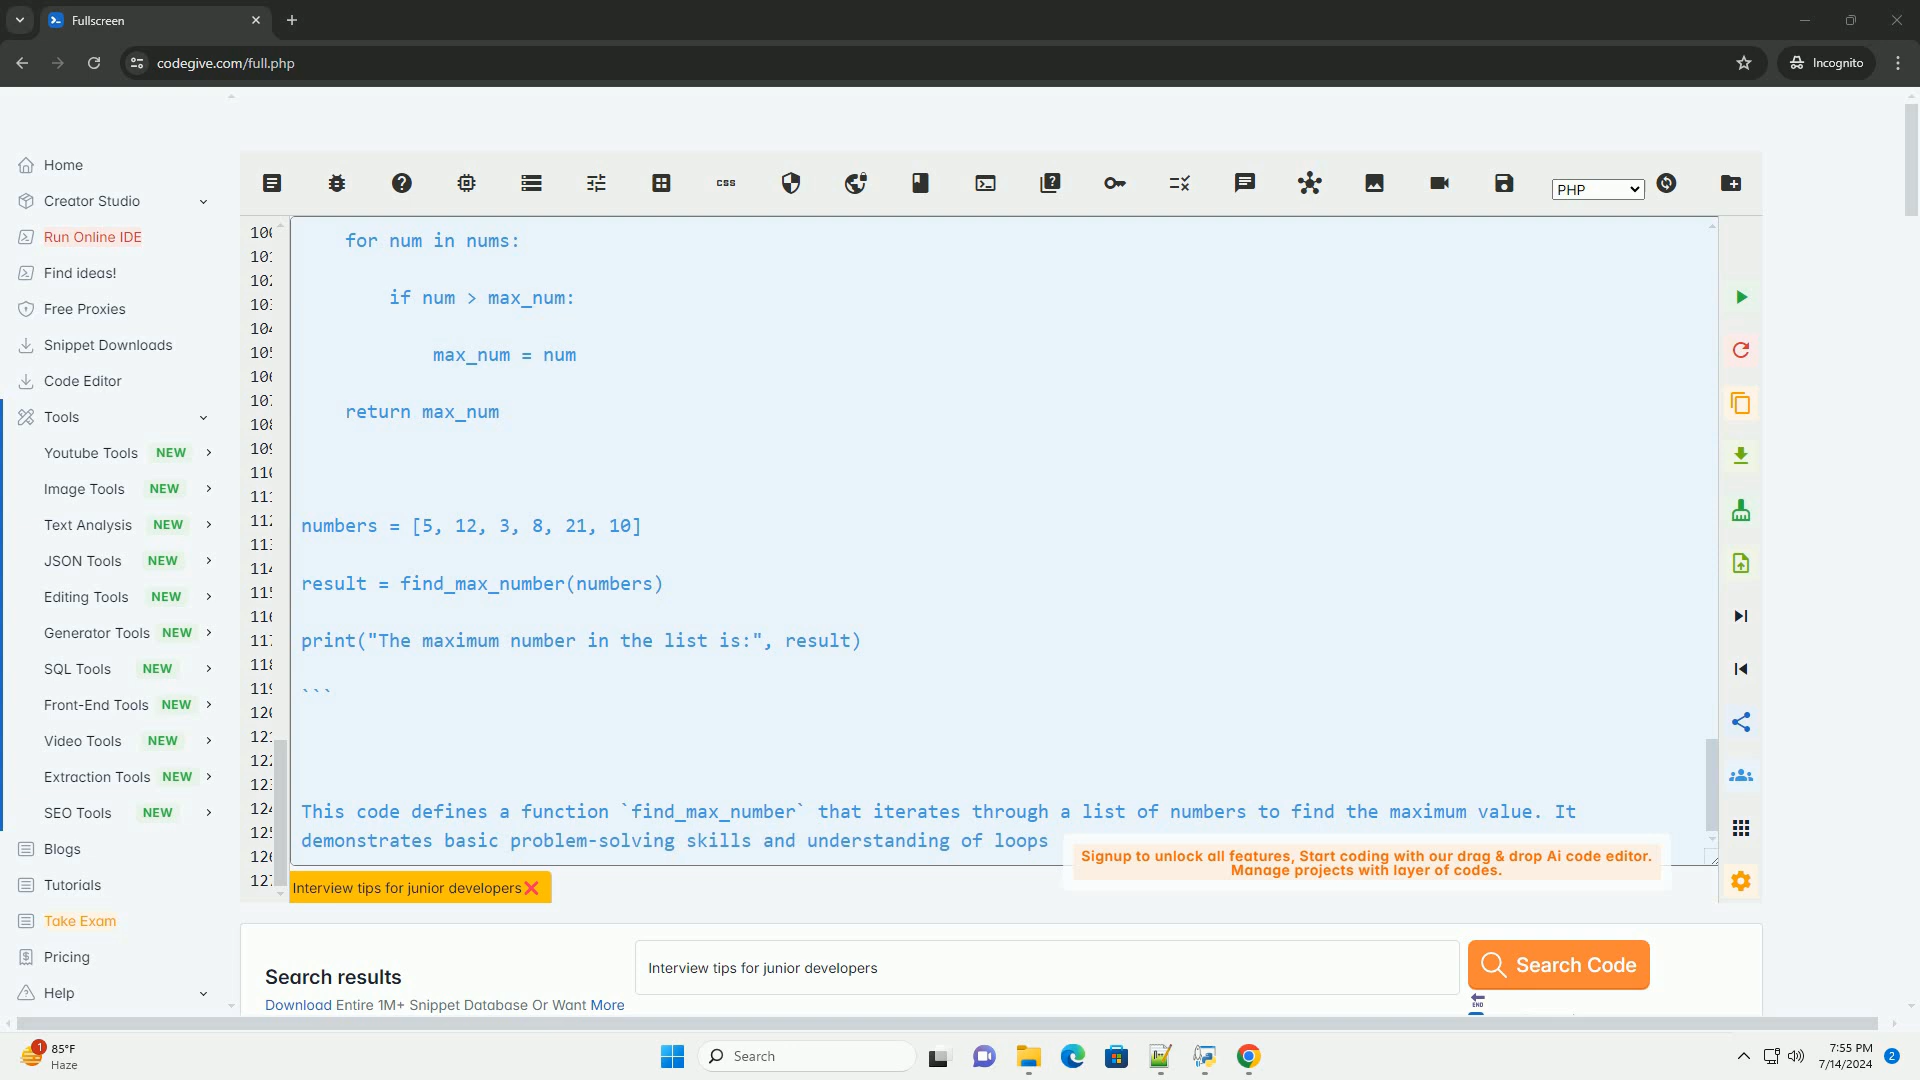 Fullscreen
codegive.com/full.php
Incognito
Home
Creator Studio
Run Online IDE
Find ideas!
Free Proxies
Snippet Downloads
Code Editor
Tools
Youtube Tools NEW
Image Tools NEW
Text Analysis NEW
JSON Tools NEW
Editing Tools NEW
Generator Tools NEW
SQL Tools NEW
Front-End Tools NEW
Video Tools NEW
Extraction Tools NEW
SEO Tools NEW
Blogs
Tutorials
Take Exam
Pricing
Help
css
PHP
for num in nums:
if num > max_num:
max_num = num
return max_num
numbers = [5, 12, 3, 8, 21, 10]
result = find_max_number(numbers)
print("The maximum number in the list is:", result)
```
This code defines a function `find_max_number` that iterates through a list of numbers to find the maximum value. It
demonstrates basic problem-solving skills and understanding of loops
Signup to unlock all features, Start coding with our drag & drop Ai code editor.
Manage projects with layer of codes.
Interview tips for junior developers
Search results
Interview tips for junior developers
Search Code
Download Entire 1M+ Snippet Database Or Want More
END
1
85°F
Haze
Search
7:55 PM
7/14/2024
2